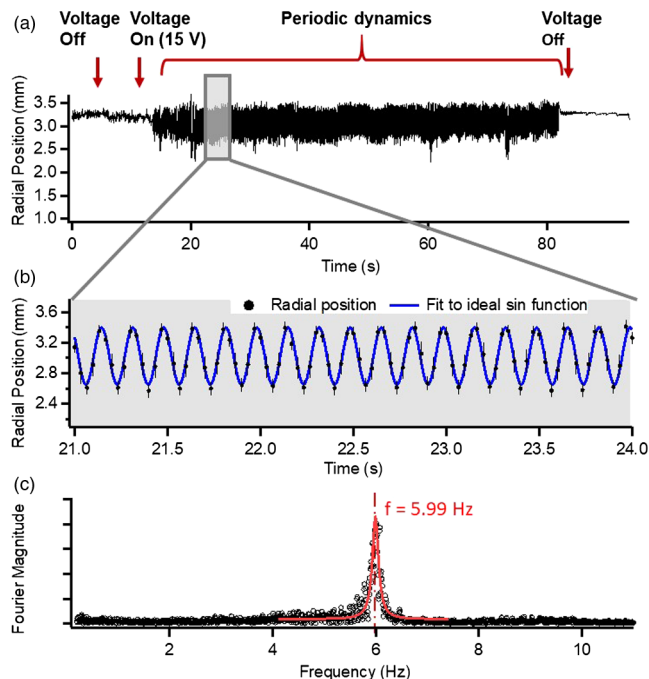 (a)
Voltage Off
Voltage On (15 V)
Periodic dynamics
Voltage Off
Radial Position (mm)
3.5
3.0
2.5
2.0
1.5
1.0
0 20 40 60 80
Time (s)
(b)
Radial position
Fit to ideal sin function
Radial Position (mm)
3.6
3.2
2.8
2.4
21.0 21.5 22.0 22.5 23.0 23.5 24.0
Time (s)
(c)
f = 5.99 Hz
Fourier Magnitude
2 4 6 8 10
Frequency (Hz)